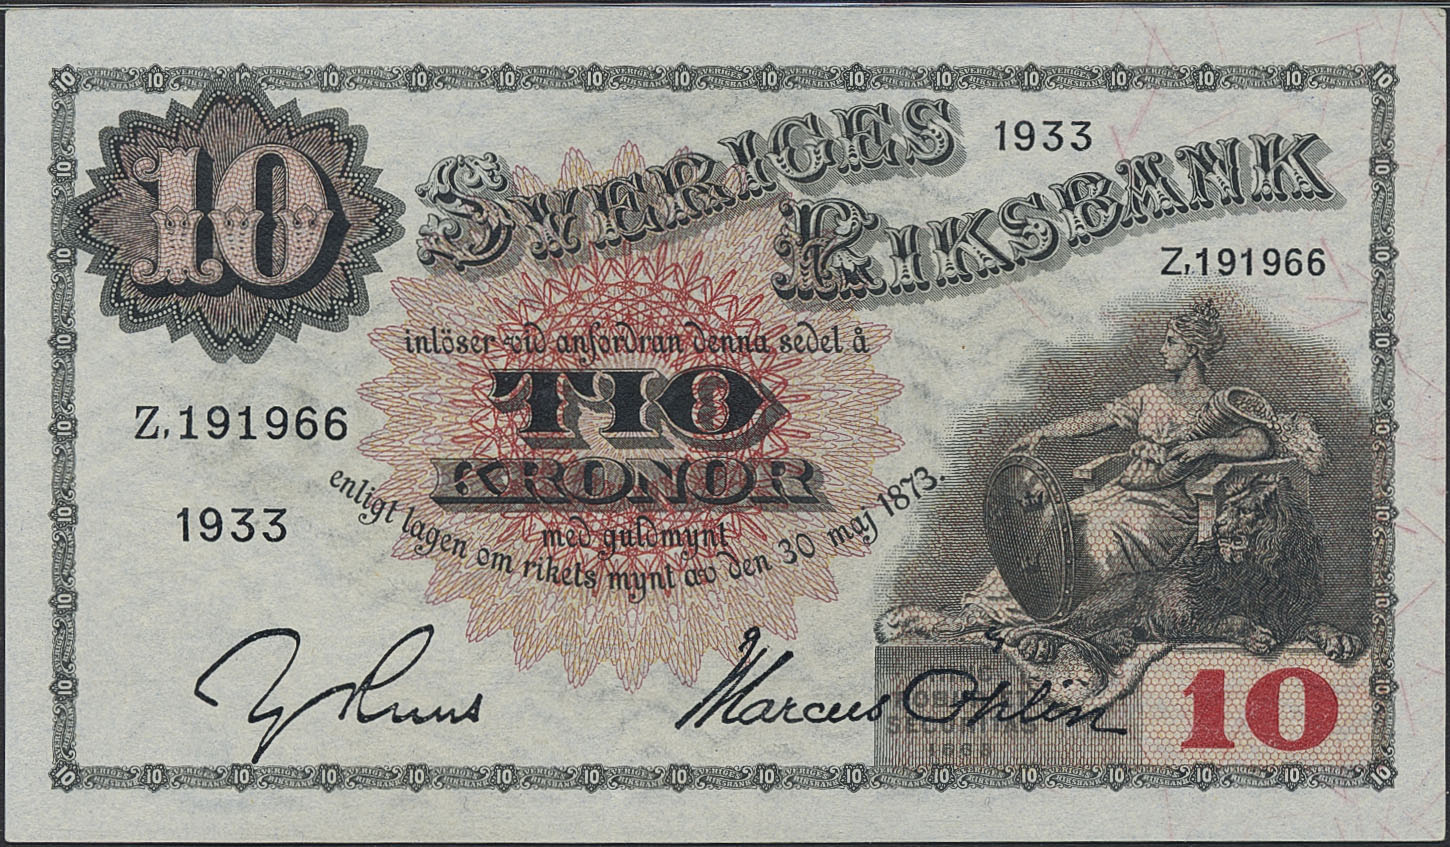 10
SVERIGES
1933
RIKSBANK
Z,191966
inlöser vid anfordran denna sedel å
TIO
KRONOR
Z,191966
1933
med guldmynt
enligt lagen om rikets mynt av den 30 maj 1873.
Marcus
10